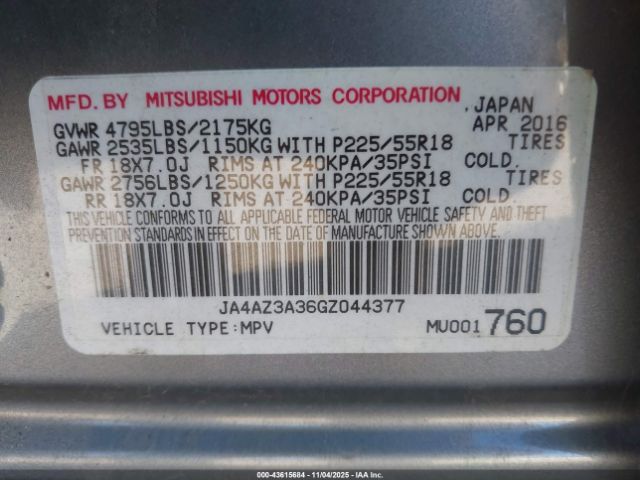 MFD. BY MITSUBISHI MOTORS CORPORATION, JAPAN
GVWR 4795LBS/2175KG APR 2016
GAWR 2535LBS/1150KG WITH P225/55R18 TIRES
FR 18X7.0J RIMS AT 240KPA/35PSI COLD.
GAWR 2756LBS/1250KG WITH P225/55R18 TIRES
RR 18X7.0J RIMS AT 240KPA/35PSI COLD.
THIS VEHICLE CONFORMS TO ALL APPLICABLE FEDERAL MOTOR VEHICLE SAFETY AND THEFT
PREVENTION STANDARDS IN EFFECT ON THE DATE OF MANUFACTURE SHOWN ABOVE.
JA4AZ3A36GZ044377
VEHICLE TYPE:MPV MU001 760
000-43615684 - 11/04/2025 - IAAI Inc.